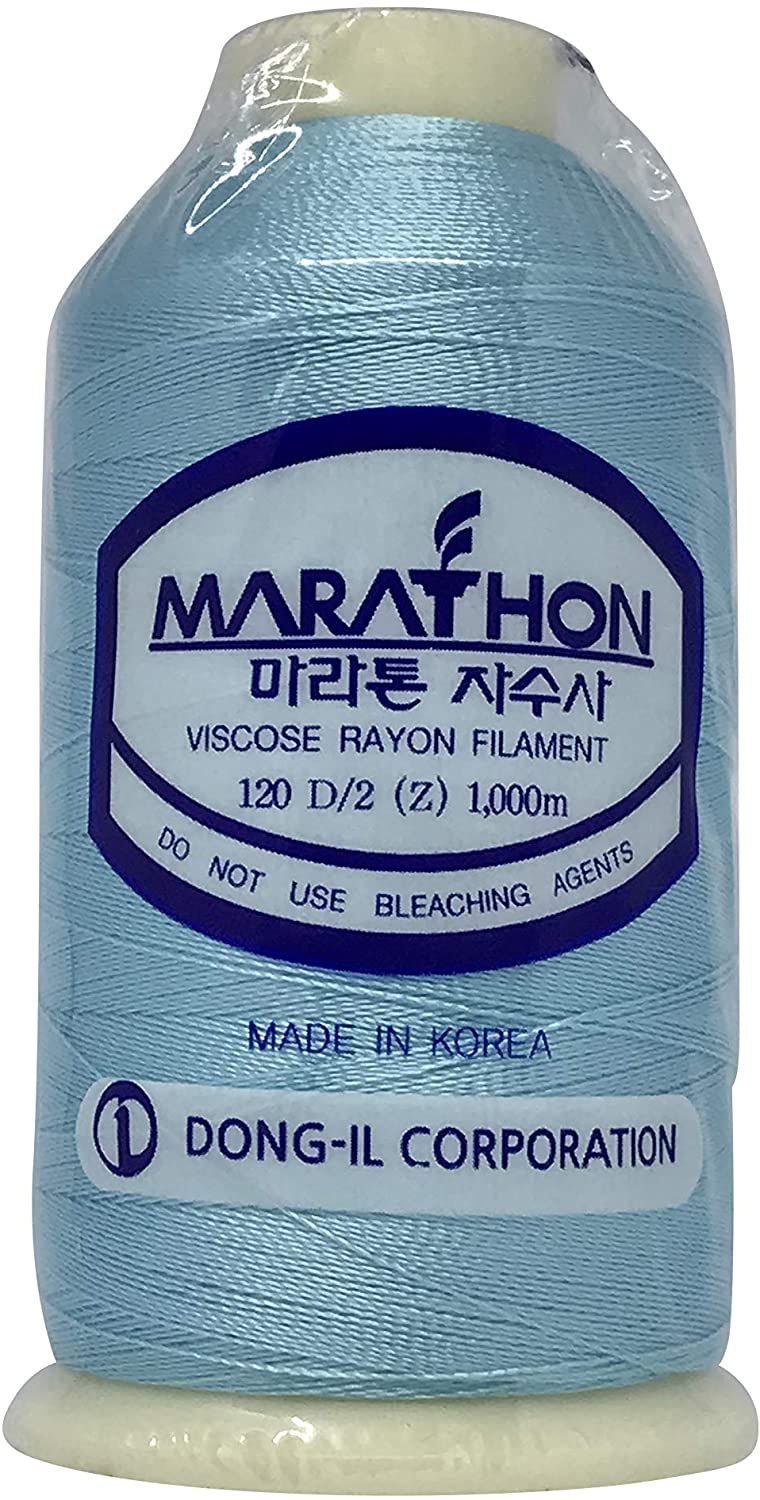 MARATHON
마라톤 자수사
VISCOSE RAYON FILAMENT
120 D/2 (Z) 1,000m
DO NOT USE BLEACHING AGENTS
MADE IN KOREA
DONG-IL CORPORATION